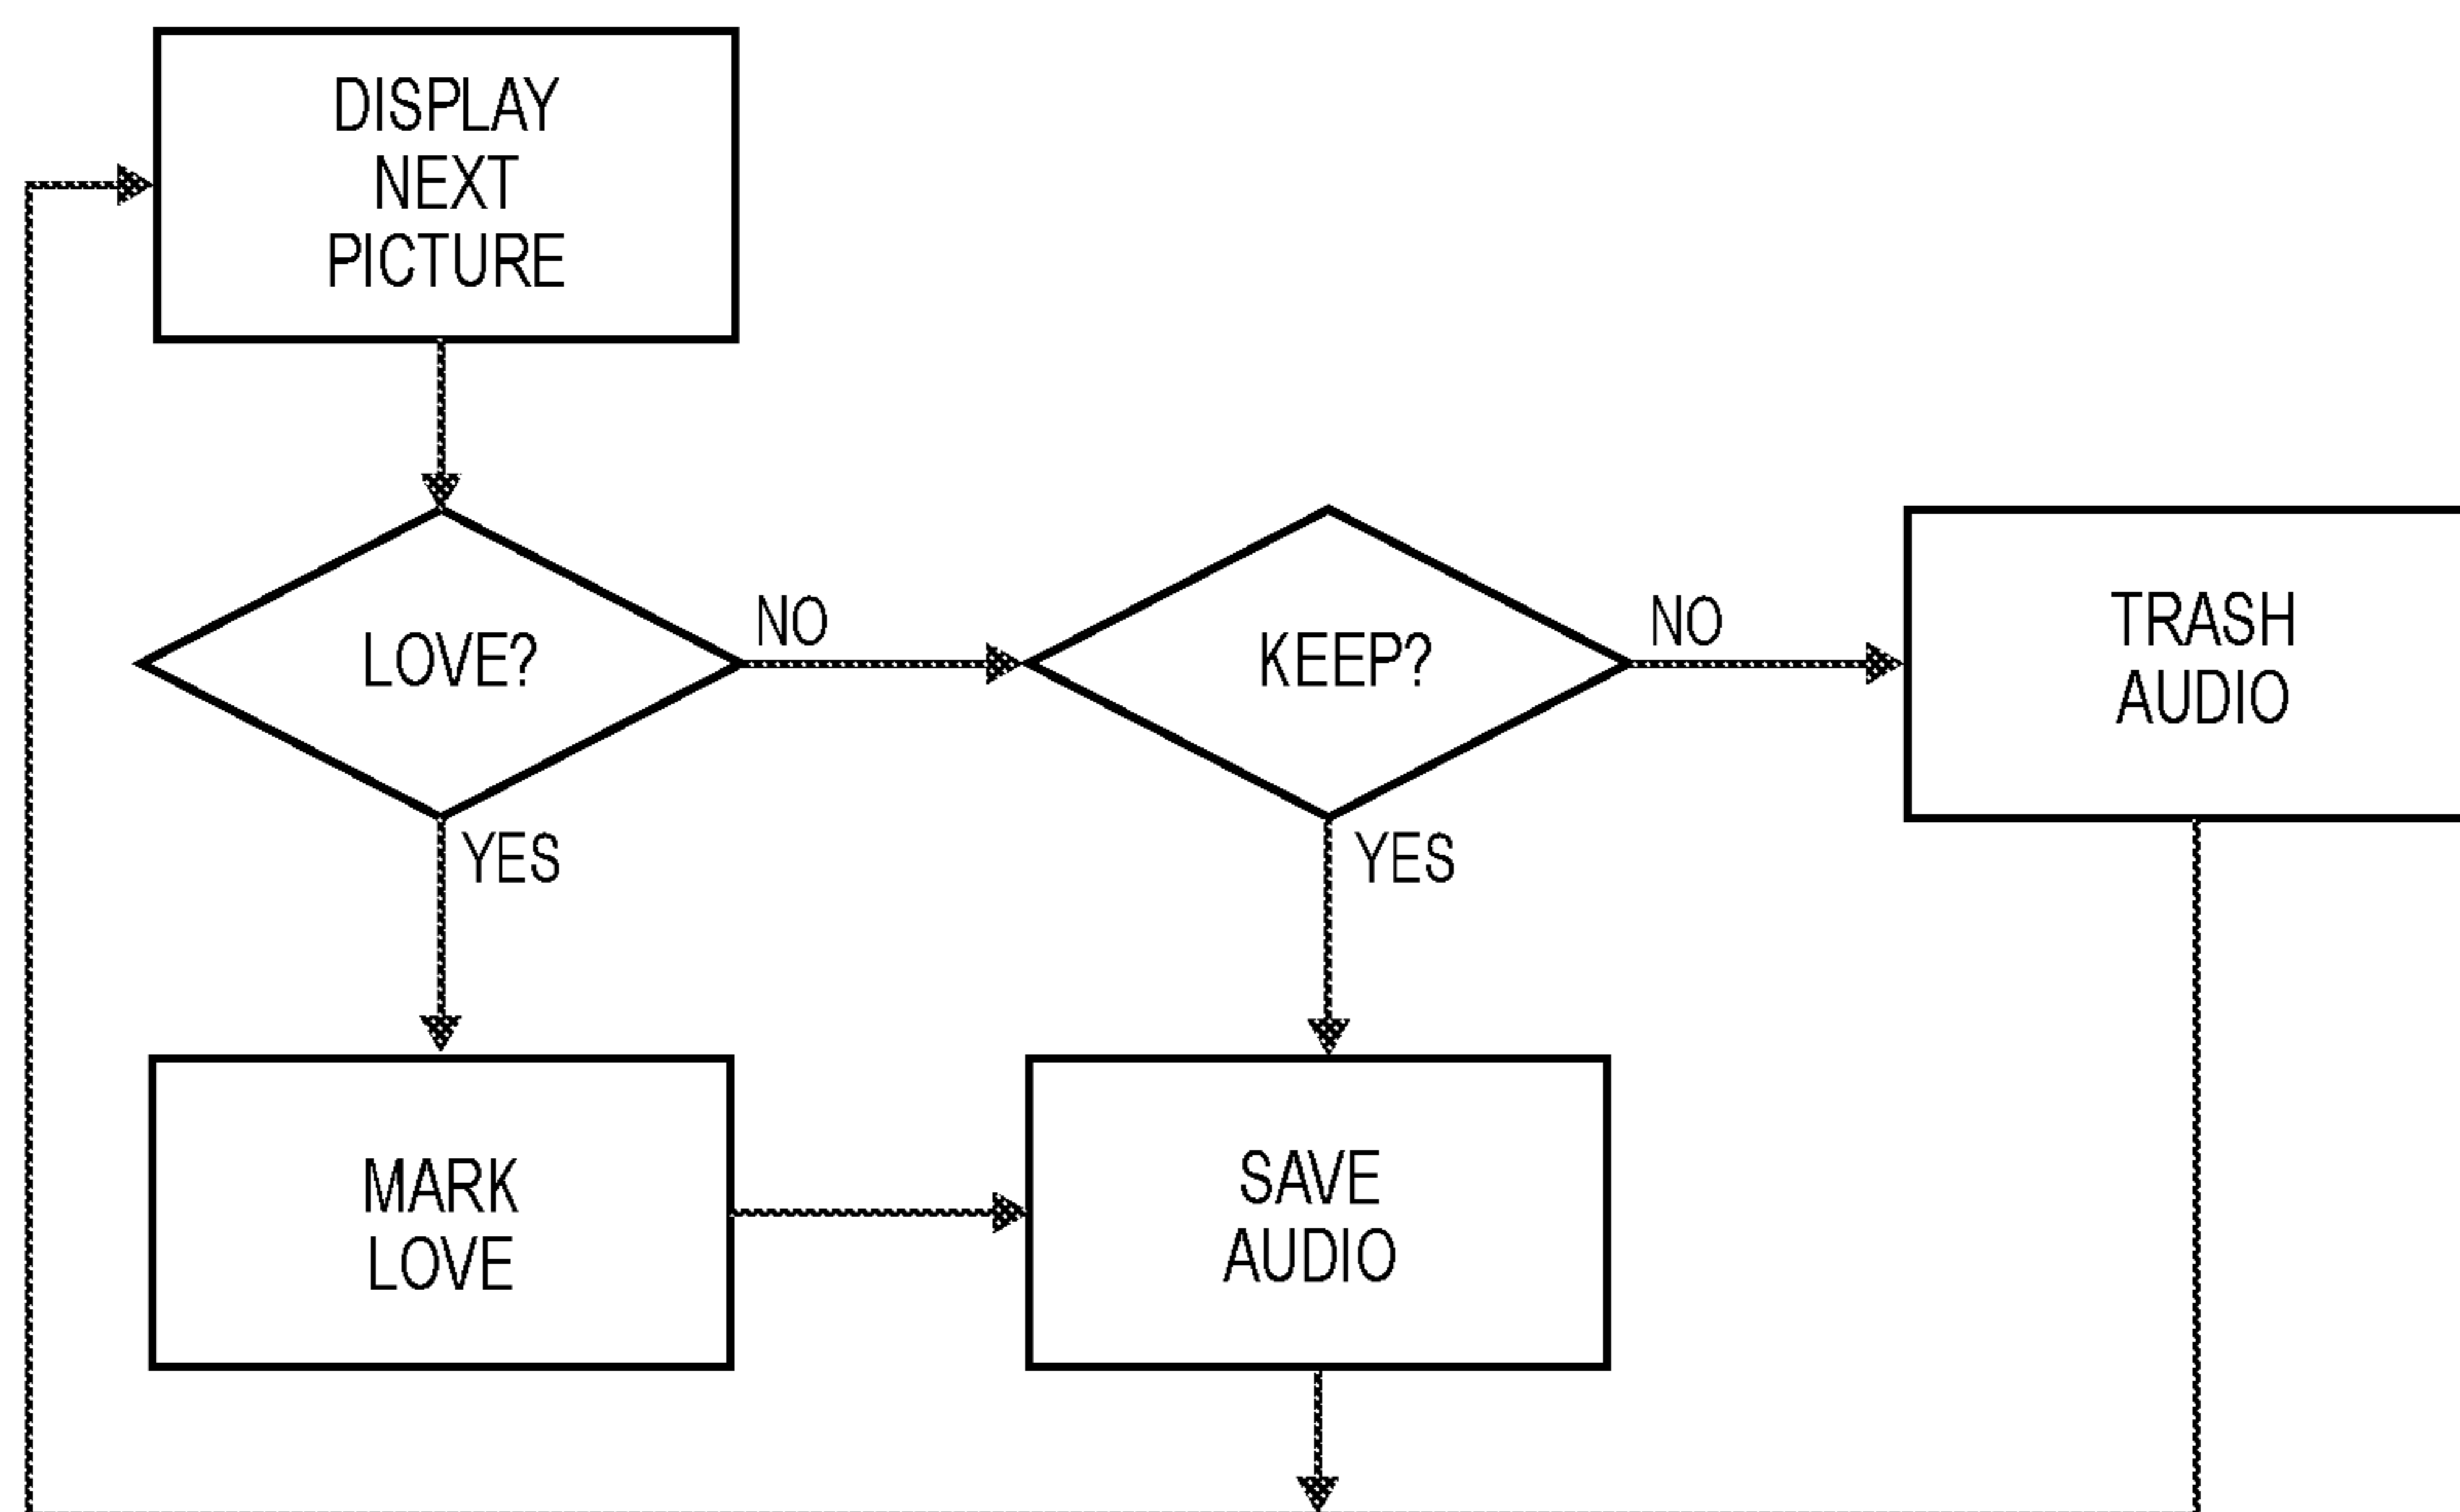 DISPLAY
NEXT
PICTURE
LOVE?
NO
KEEP?
NO
TRASH
AUDIO
YES
YES
MARK
LOVE
SAVE
AUDIO